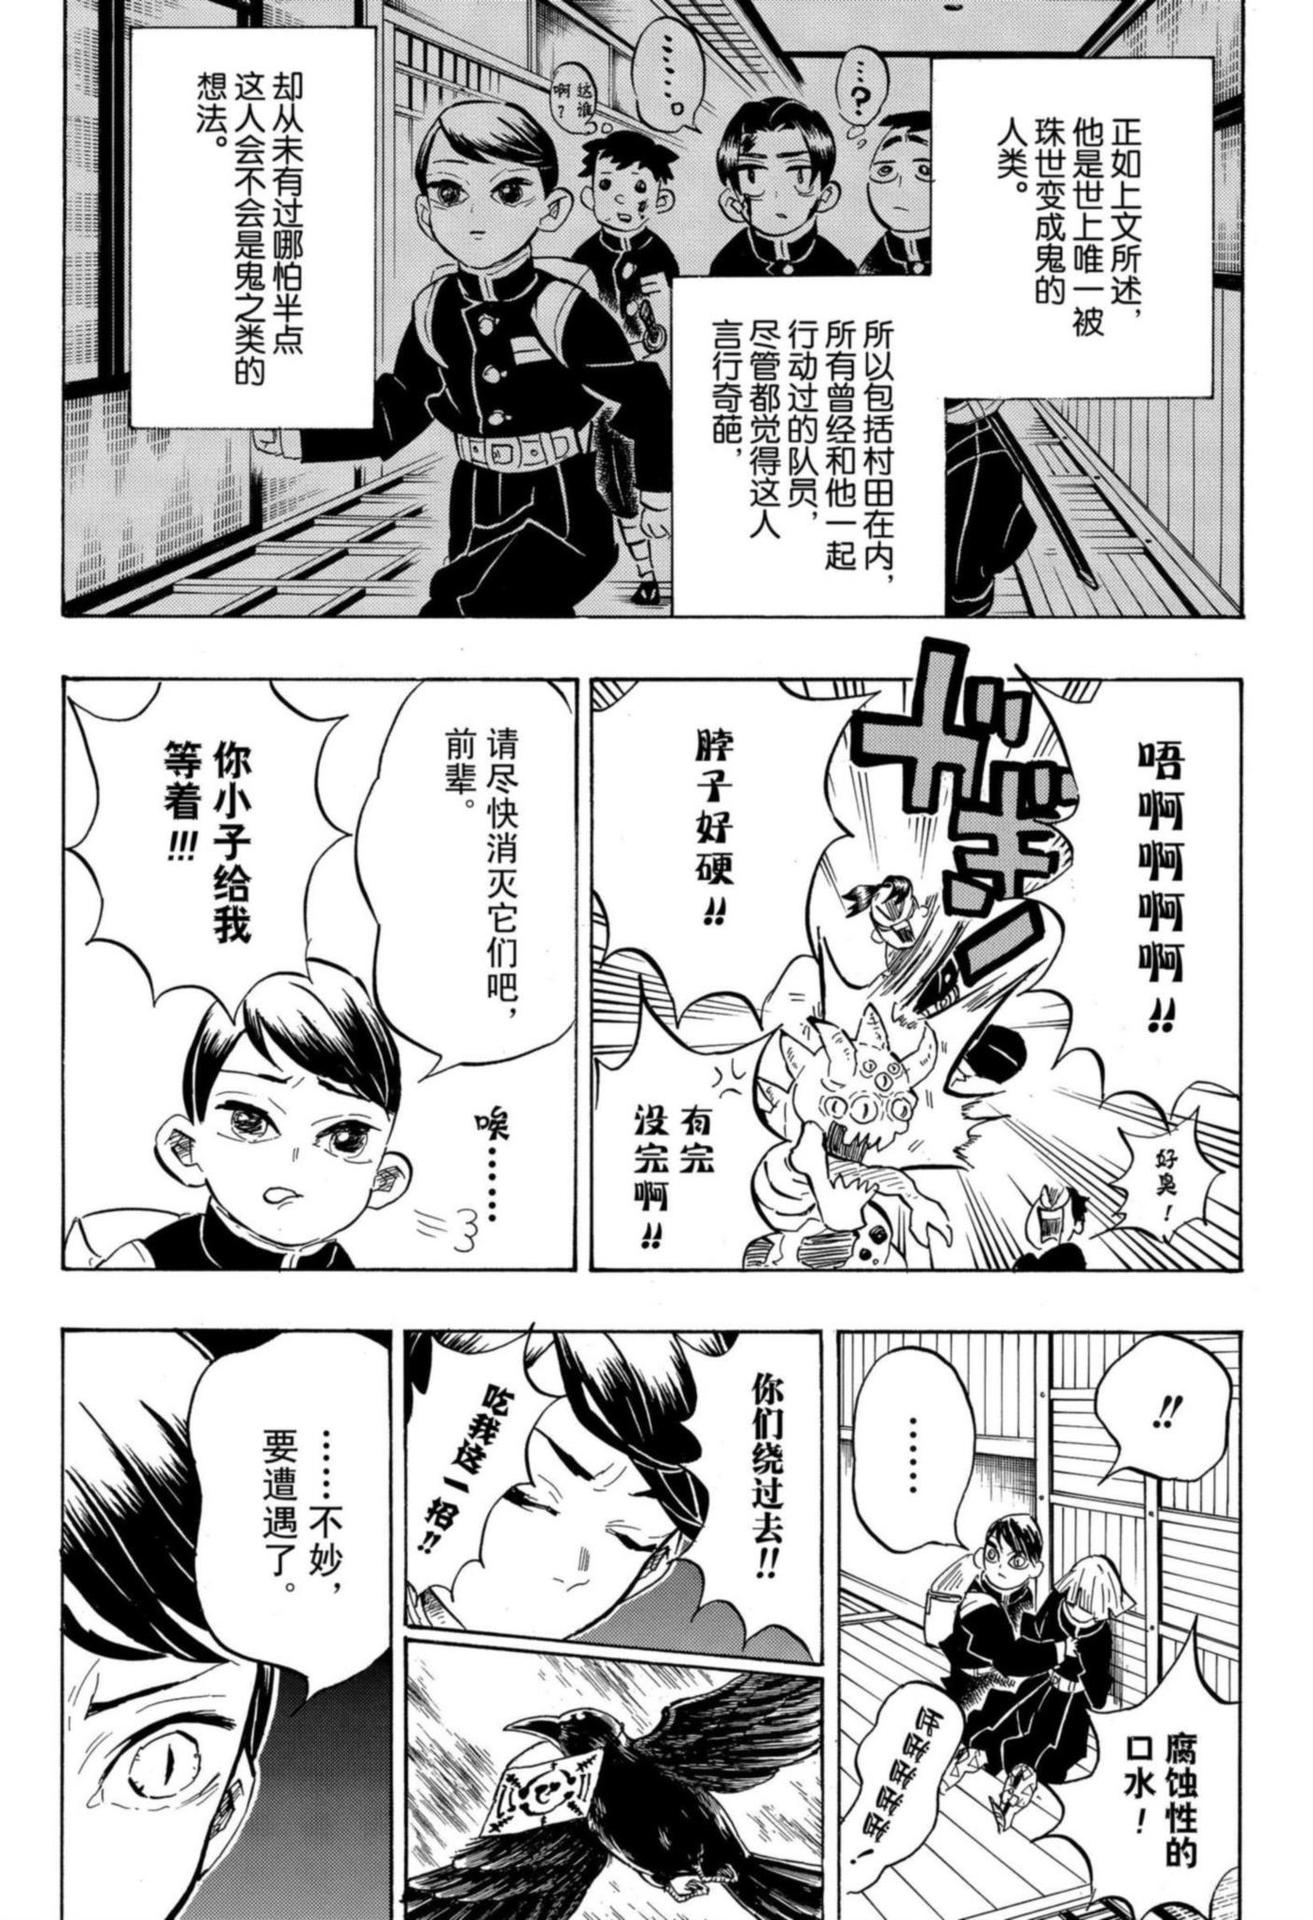 正如上文所述，
他是世上唯一被
珠世变成鬼的
人类。
所以包括村田在内，
所有曾经和他一起
行动过的队员，
尽管都觉得这人
言行奇葩，
…？
……。
这谁
啊？
却从未有过哪怕半点
这人会不会是鬼之类的
想法。
唔啊啊啊啊!!
脖子好硬!!
好臭！
有完
没完啊!!
请尽快消灭它们吧，
前辈。
唉………
你小子给我
等着!!!
!!
……
腐蚀性的
口水！
你们绕过去!!
吃我这一招!!
……不妙，
要遭遇了。